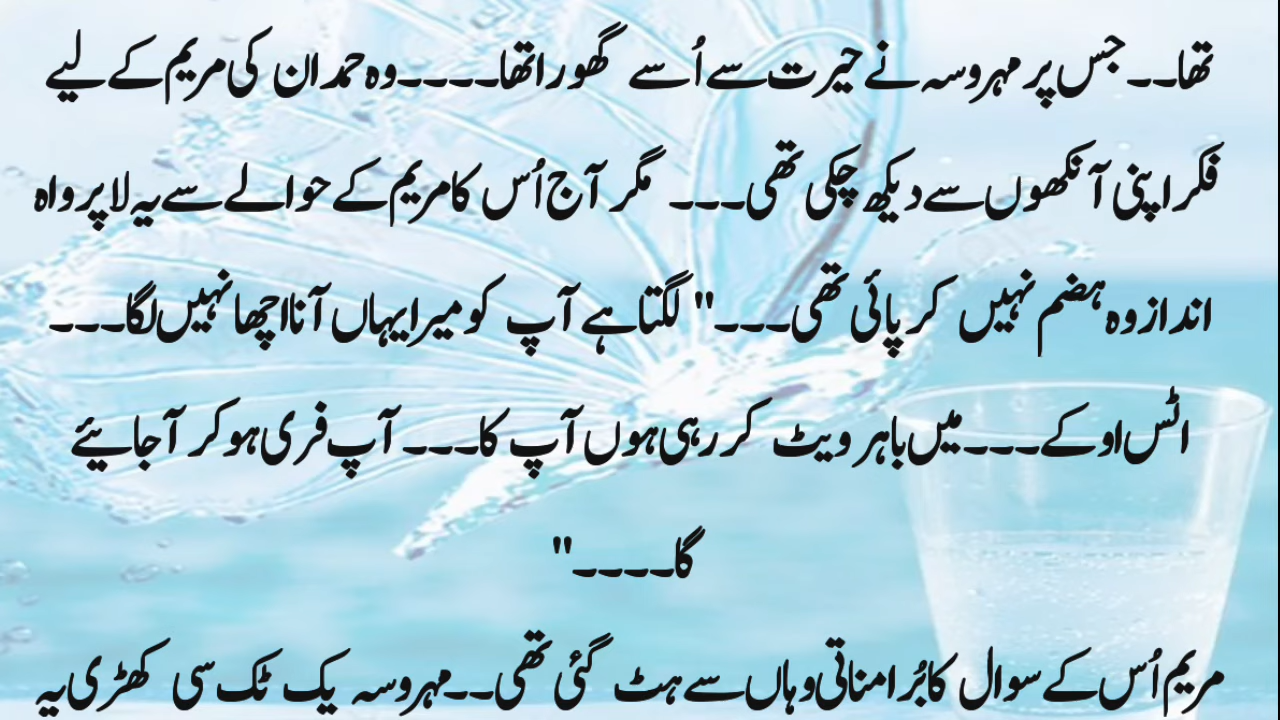 تھا۔۔جس پر مہروسہ نے حیرت سے اُسے گھورا تھا۔۔۔۔وہ حمدان کی مریم کے لیے
فکر اپنی آنکھوں سے دیکھ چکی تھی۔۔۔ مگر آج اُس کا مریم کے حوالے سے یہ لاپرواہ
انداز وہ ہضم نہیں کر پائی تھی۔۔۔" لگتا ہے آپ کو میرا یہاں آنا اچھا نہیں لگا۔۔۔
اٹس اوکے۔۔۔میں باہر ویٹ کر رہی ہوں آپ کا۔۔۔ آپ فری ہو کر آ جایئے
گا۔۔۔۔"
مریم اُس کے سوال کا بُرا مناتی وہاں سے ہٹ گئی تھی۔۔مہروسہ یک ٹک سی کھڑی یہ